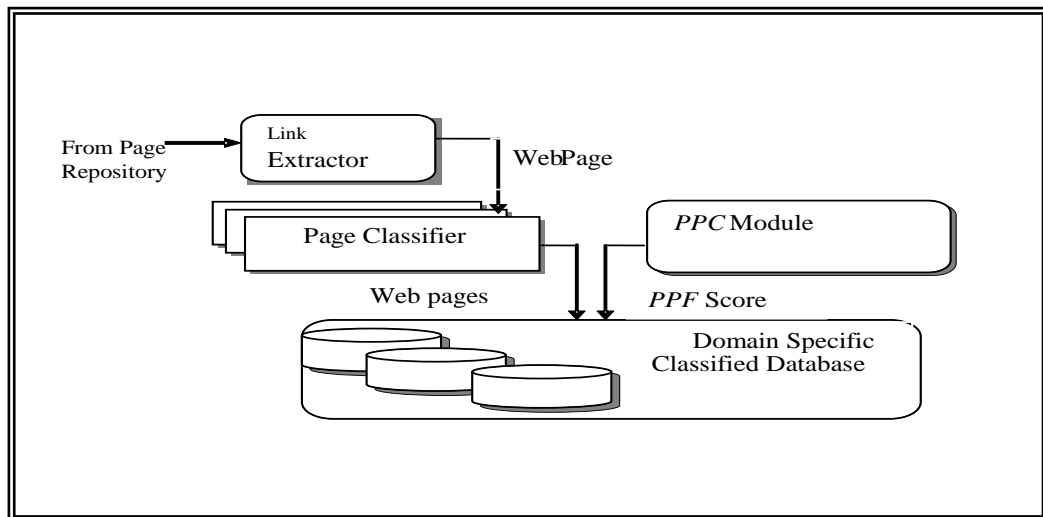 Link
Extractor
From Page
Repository
WebPage
Page Classifier
PPC Module
Web pages
PPF Score
Domain Specific
Classified Database